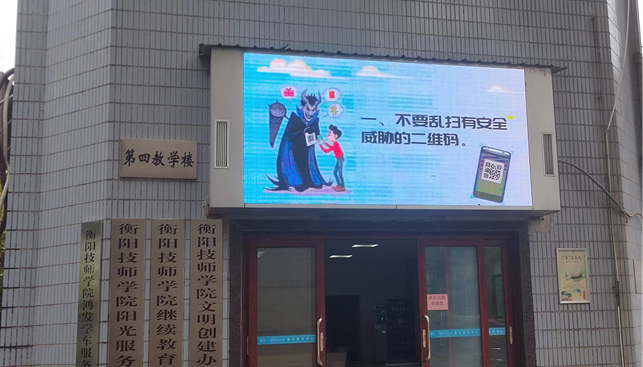 一、不要乱扫有安全
威胁的二维码。
第四教学楼
衡阳技师学院鸿发学车服务
衡阳技师学院阳光服务
衡阳技师学院继续教育
衡阳技师学院文明创建办